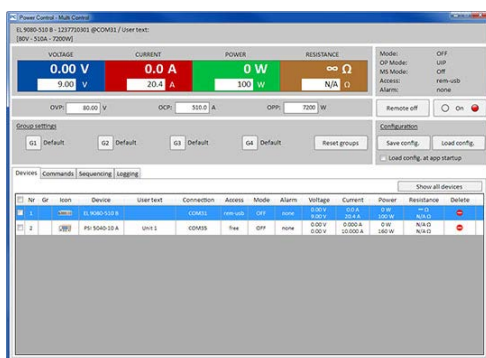 Power Control - Multi Control
EL 9080-510 B - 1237710301 @COM31 / User text:
[80V - 510A - 7200W]
VOLTAGE CURRENT POWER RESISTANCE
0.00 V 0.0 A 0 W ∞ Ω
9.00 V 20.4 A 100 W N/A Ω
Mode: OFF
OP Mode: UIP
MS Mode: Off
Access: rem-usb
Alarm: none
OVP: 80.00 V OCP: 510.0 A OPP: 7200 W
Remote off On
Group settings
G1 Default G2 Default G3 Default G4 Default Reset groups
Configuration
Save config. Load config.
Load config. at app startup
Devices Commands Sequencing Logging
Show all devices
Nr Gr Icon Device User text Connection Access Mode Alarm Voltage Current Power Resistance Delete
1 EL 9080-510 B COM31 rem-usb OFF none 0.00 V 0.0 A 0 W ∞ Ω
9.00 V 20.4 A 100 W N/A Ω
2 PSI 5040-10 A Unit 1 COM35 free OFF none 0.00 V 0.000 A 0 W N/A Ω
0.00 V 10.000 A 160 W N/A Ω